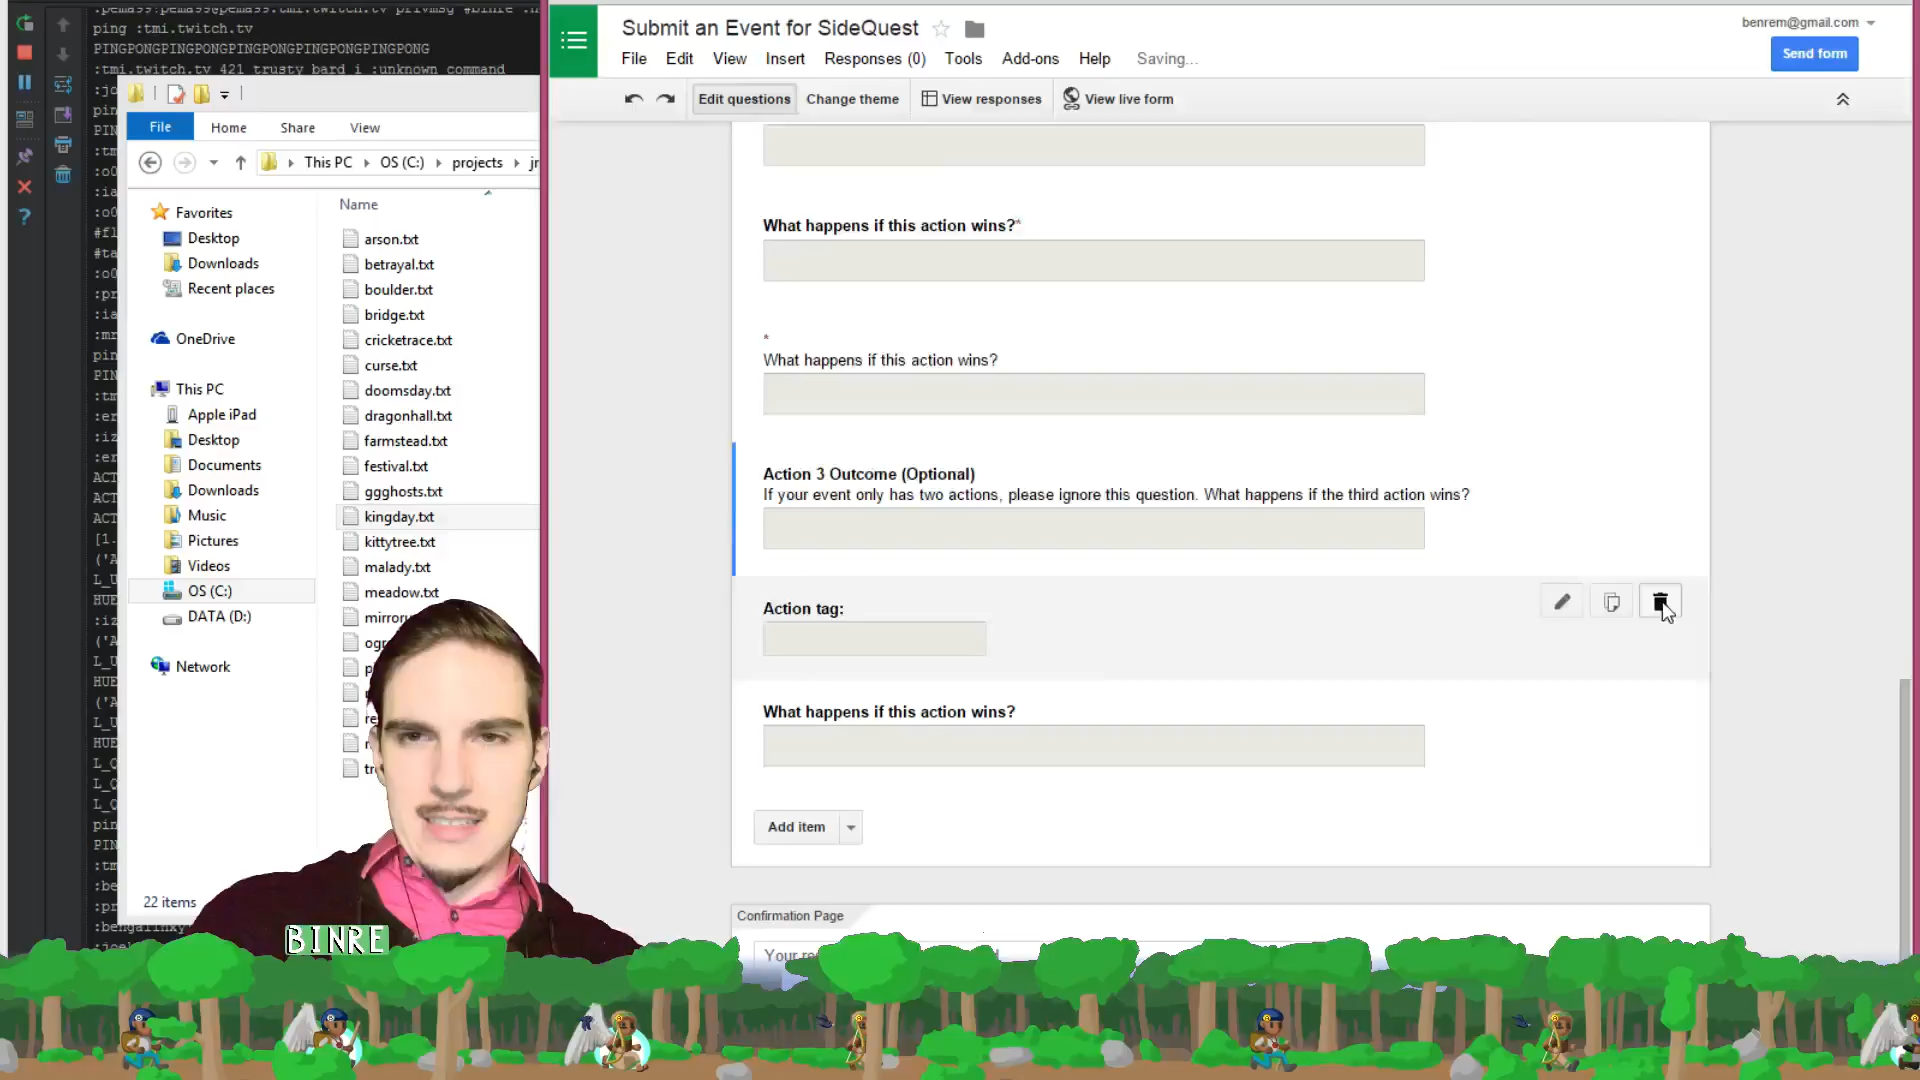 ping :tmi.twitch.tv
PINGPONGPINGPONGPINGPONGPINGPONGPINGPONG
:tmi.twitch.tv 421 trusty_bard_i :unknown command
File
Home
Share
View
This PC
OS (C:)
projects
Favorites
Desktop
Downloads
Recent places
OneDrive
This PC
Apple iPad
Desktop
Documents
Downloads
Music
Pictures
Videos
OS (C:)
DATA (D:)
Network
22 items
Name
arson.txt
betrayal.txt
boulder.txt
bridge.txt
cricketrace.txt
curse.txt
doomsday.txt
dragonhall.txt
farmstead.txt
festival.txt
ggghosts.txt
kingday.txt
kittytree.txt
malady.txt
meadow.txt
BINRE
Submit an Event for SideQuest
benrem@gmail.com
File Edit View Insert Responses (0) Tools Add-ons Help Saving...
Send form
Edit questions
Change theme
View responses
View live form
What happens if this action wins?*
*
What happens if this action wins?
Action 3 Outcome (Optional)
If your event only has two actions, please ignore this question. What happens if the third action wins?
Action tag:
What happens if this action wins?
Add item
Confirmation Page